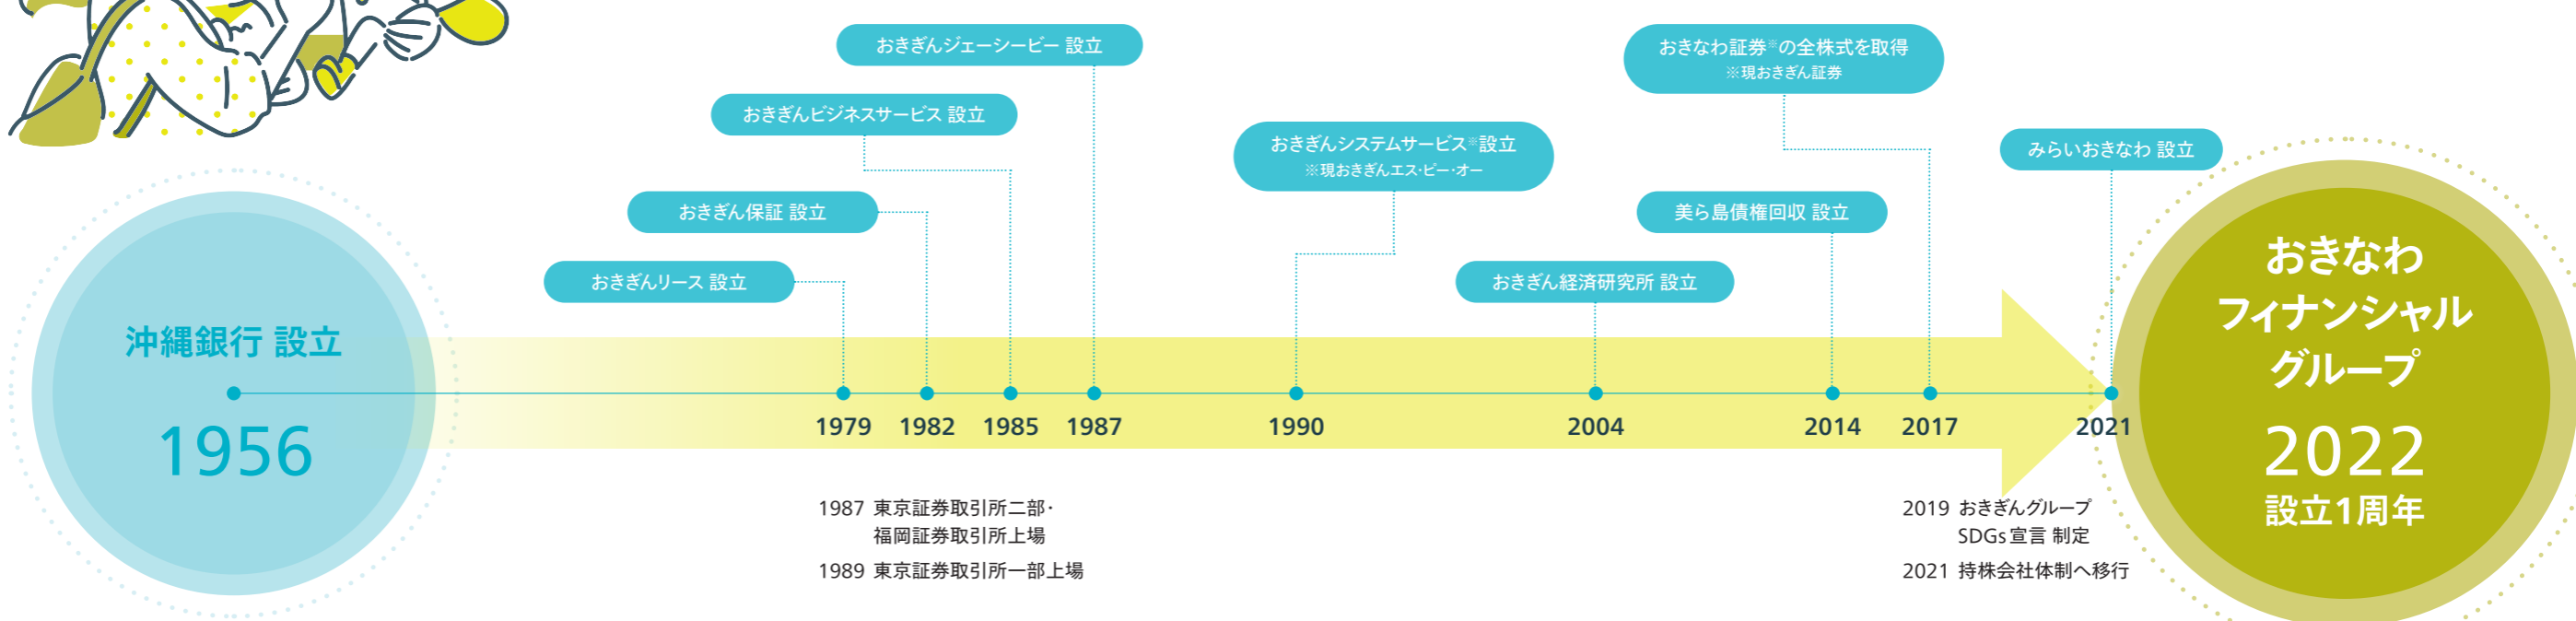 沖縄銀行 設立
1956
おきぎんリース 設立
おきぎん保証 設立
おきぎんビジネスサービス 設立
おきぎんジェーシービー 設立
おきぎんシステムサービス※設立
※現おきぎんエス・ピー・オー
おきぎん経済研究所 設立
美ら島債権回収 設立
おきなわ証券※の全株式を取得
※現おきぎん証券
みらいおきなわ 設立
1979 1982 1985 1987 1990 2004 2014 2017 2021
1987 東京証券取引所二部・
福岡証券取引所上場
1989 東京証券取引所一部上場
2019 おきぎんグループ
SDGs宣言 制定
2021 持株会社体制へ移行
おきなわ
フィナンシャル
グループ
2022
設立1周年